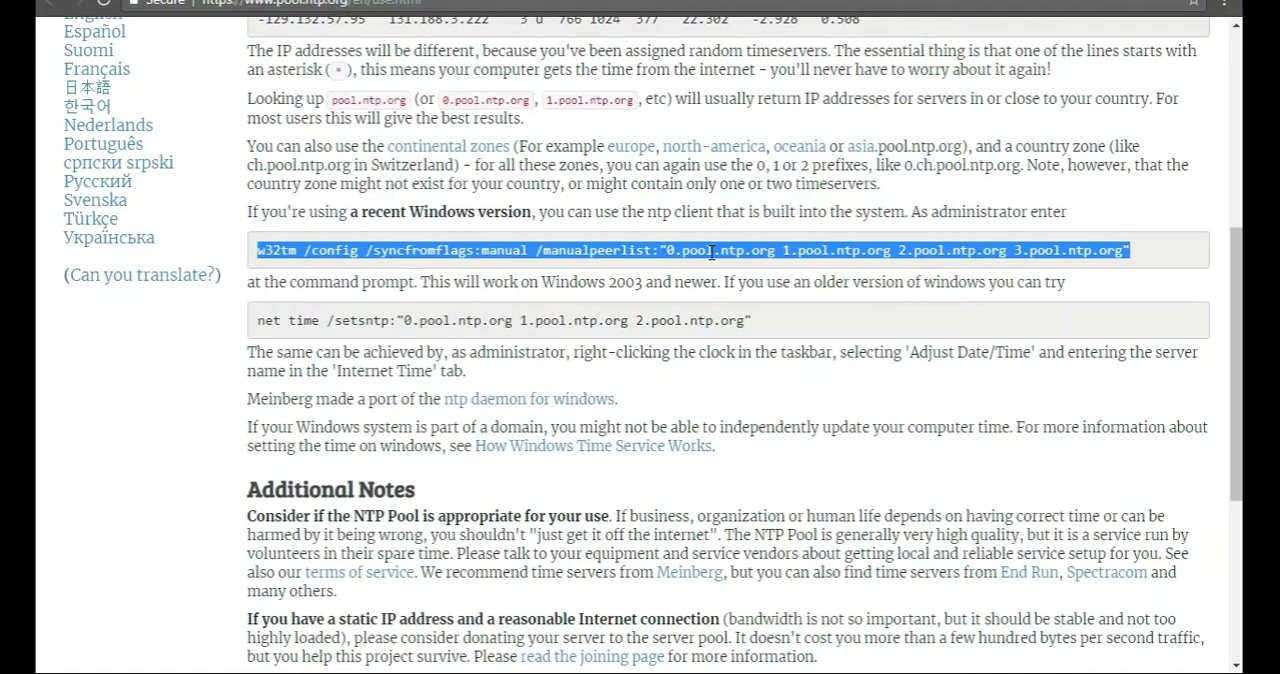 Secure https://www.pool.ntp.org/en/use.html
English
Español
Suomi
Français
日本語
한국어
Nederlands
Português
српски srpski
Русский
Svenska
Türkçe
Українська
(Can you translate?)
-129.132.57.95 131.188.3.222 3 u 766 1024 377 22.302 -2.928 0.508
The IP addresses will be different, because you've been assigned random timeservers. The essential thing is that one of the lines starts with
an asterisk (*), this means your computer gets the time from the internet - you'll never have to worry about it again!
Looking up pool.ntp.org (or 0.pool.ntp.org, 1.pool.ntp.org, etc) will usually return IP addresses for servers in or close to your country. For
most users this will give the best results.
You can also use the continental zones (For example europe, north-america, oceania or asia.pool.ntp.org), and a country zone (like
ch.pool.ntp.org in Switzerland) - for all these zones, you can again use the 0, 1 or 2 prefixes, like 0.ch.pool.ntp.org. Note, however, that the
country zone might not exist for your country, or might contain only one or two timeservers.
If you're using a recent Windows version, you can use the ntp client that is built into the system. As administrator enter
w32tm /config /syncfromflags:manual /manualpeerlist:"0.pool.ntp.org 1.pool.ntp.org 2.pool.ntp.org 3.pool.ntp.org"
at the command prompt. This will work on Windows 2003 and newer. If you use an older version of windows you can try
net time /setsntp:"0.pool.ntp.org 1.pool.ntp.org 2.pool.ntp.org"
The same can be achieved by, as administrator, right-clicking the clock in the taskbar, selecting 'Adjust Date/Time' and entering the server
name in the 'Internet Time' tab.
Meinberg made a port of the ntp daemon for windows.
If your Windows system is part of a domain, you might not be able to independently update your computer time. For more information about
setting the time on windows, see How Windows Time Service Works.
Additional Notes
Consider if the NTP Pool is appropriate for your use. If business, organization or human life depends on having correct time or can be
harmed by it being wrong, you shouldn't "just get it off the internet". The NTP Pool is generally very high quality, but it is a service run by
volunteers in their spare time. Please talk to your equipment and service vendors about getting local and reliable service setup for you. See
also our terms of service. We recommend time servers from Meinberg, but you can also find time servers from End Run, Spectracom and
many others.
If you have a static IP address and a reasonable Internet connection (bandwidth is not so important, but it should be stable and not too
highly loaded), please consider donating your server to the server pool. It doesn't cost you more than a few hundred bytes per second traffic,
but you help this project survive. Please read the joining page for more information.